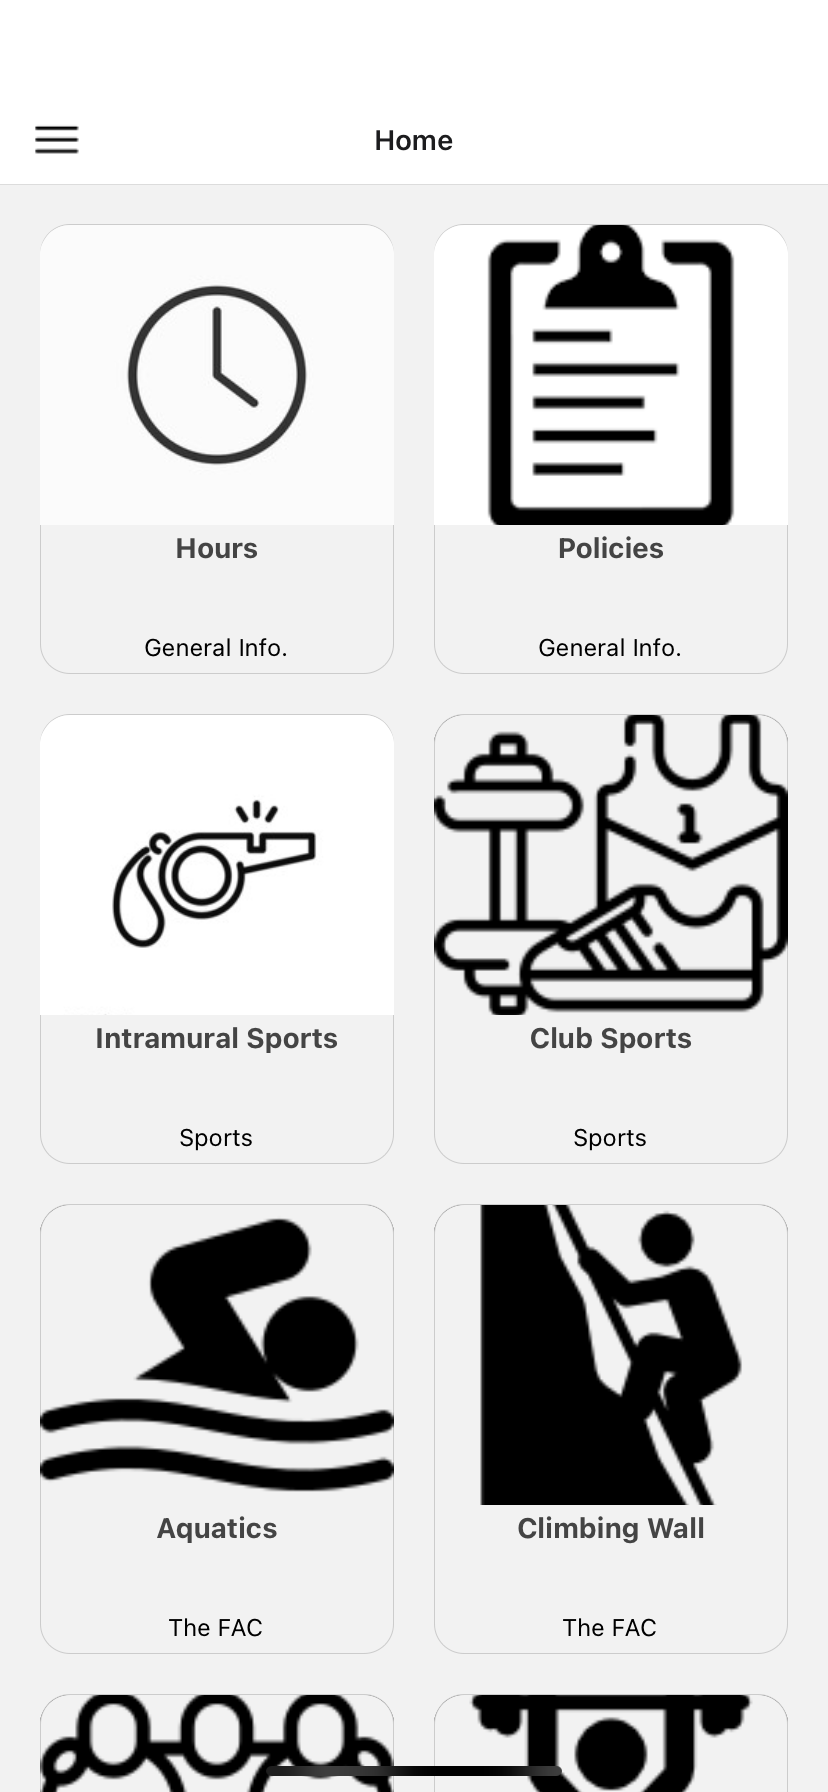 Home
Hours
General Info.
Policies
General Info.
Intramural Sports
Sports
1
Club Sports
Sports
Aquatics
The FAC
Climbing Wall
The FAC